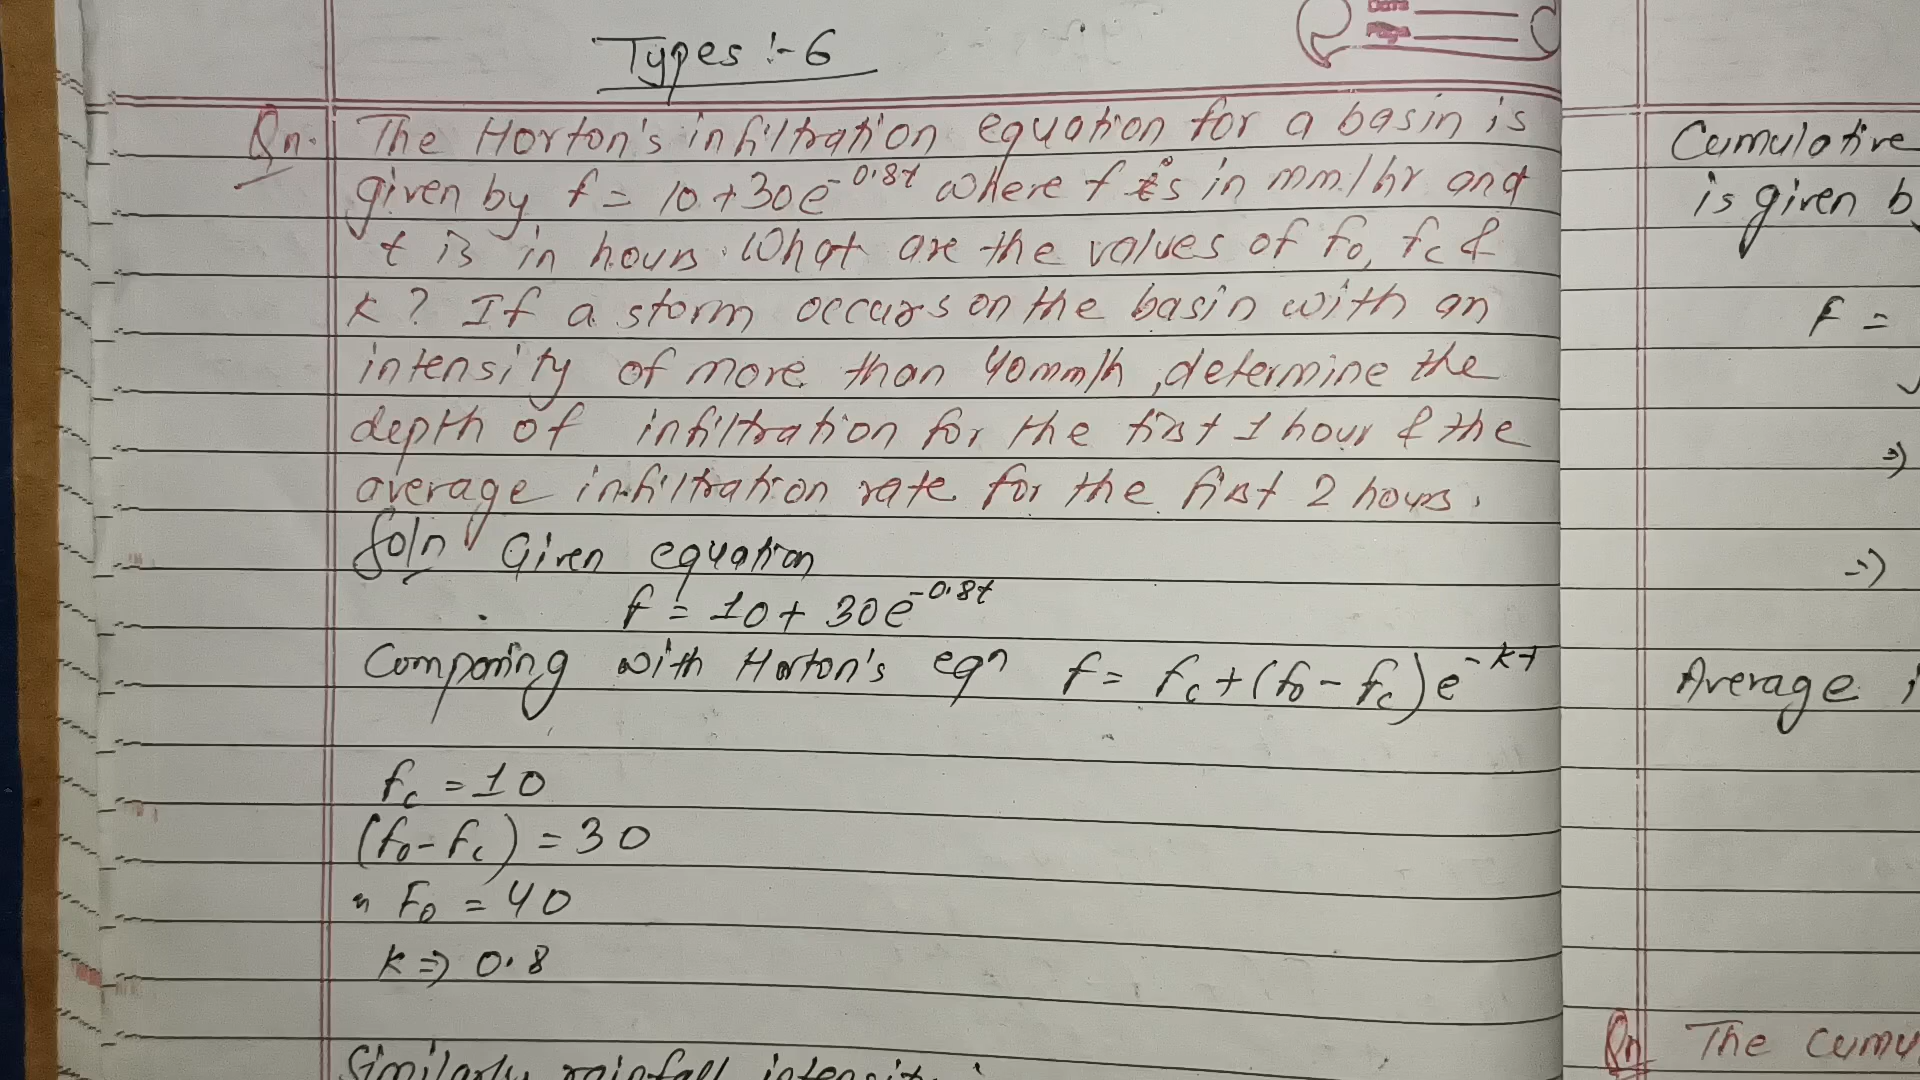 Date
Page
Types :- 6
Qn. The Horton's infiltration equation for a basin is
given by f = 10 + 30e^-0.8t where f is in mm/hr and
t is in hours. What are the values of fo, fc &
k? If a storm occurs on the basin with an
intensity of more than 40mm/h, determine the
depth of infiltration for the first 1 hour & the
average infiltration rate for the first 2 hours.
Soln Given equation
f = 10 + 30e^-0.8t
Comparing with Horton's eqn f = fc + (fo - fc) e^-kt
fc = 10
(fo - fc) = 30
Fo = 40
k => 0.8
Similarly rainfall
Cumulative
is given b
F =
=>
=>
Average i
Qn The cumu